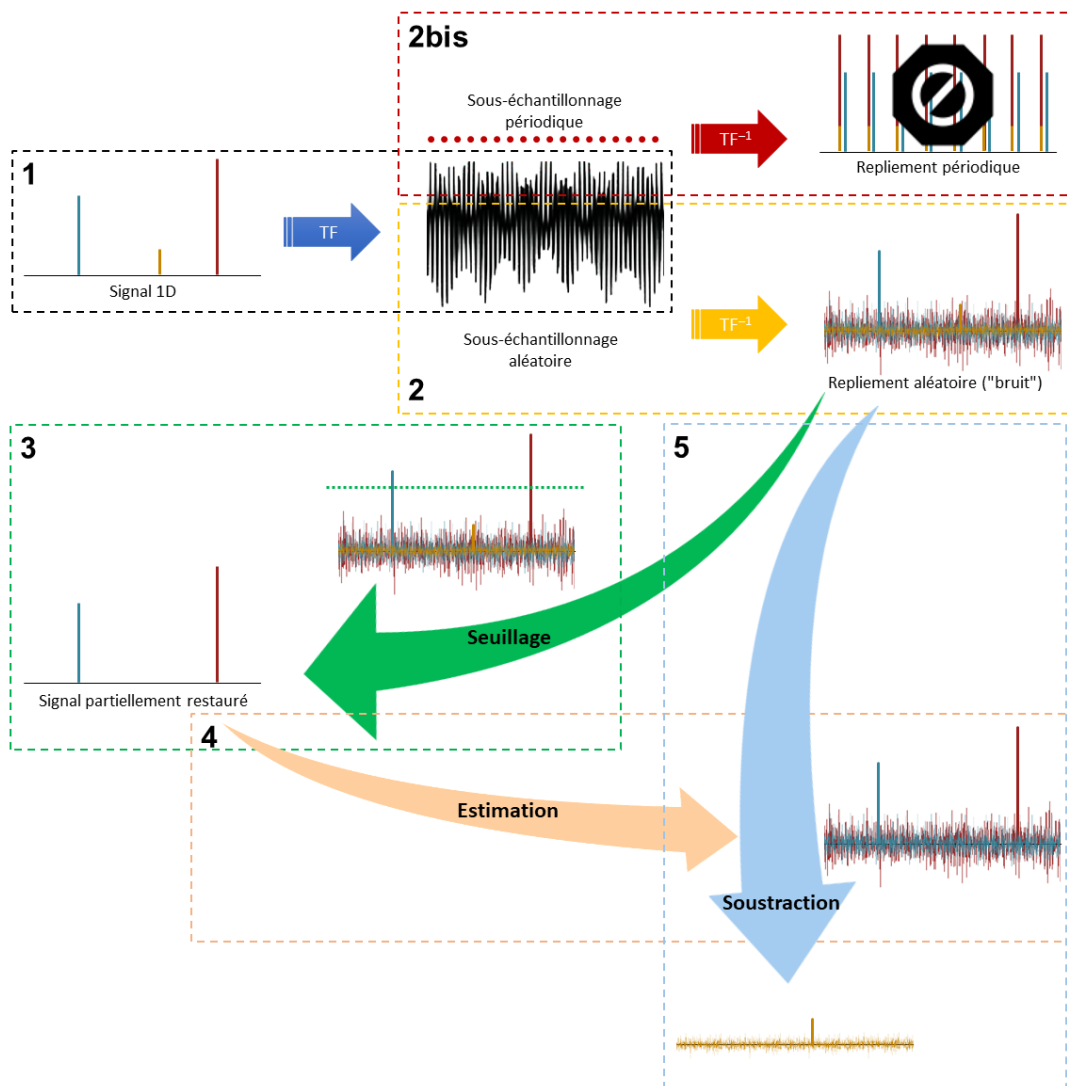 2bis
Sous-échantillonnage
périodique
TF⁻¹
Repliement périodique
1
TF
Signal 1D
Sous-échantillonnage
aléatoire
TF⁻¹
2
Repliement aléatoire ("bruit")
3
5
Seuillage
Signal partiellement restauré
4
Estimation
Soustraction